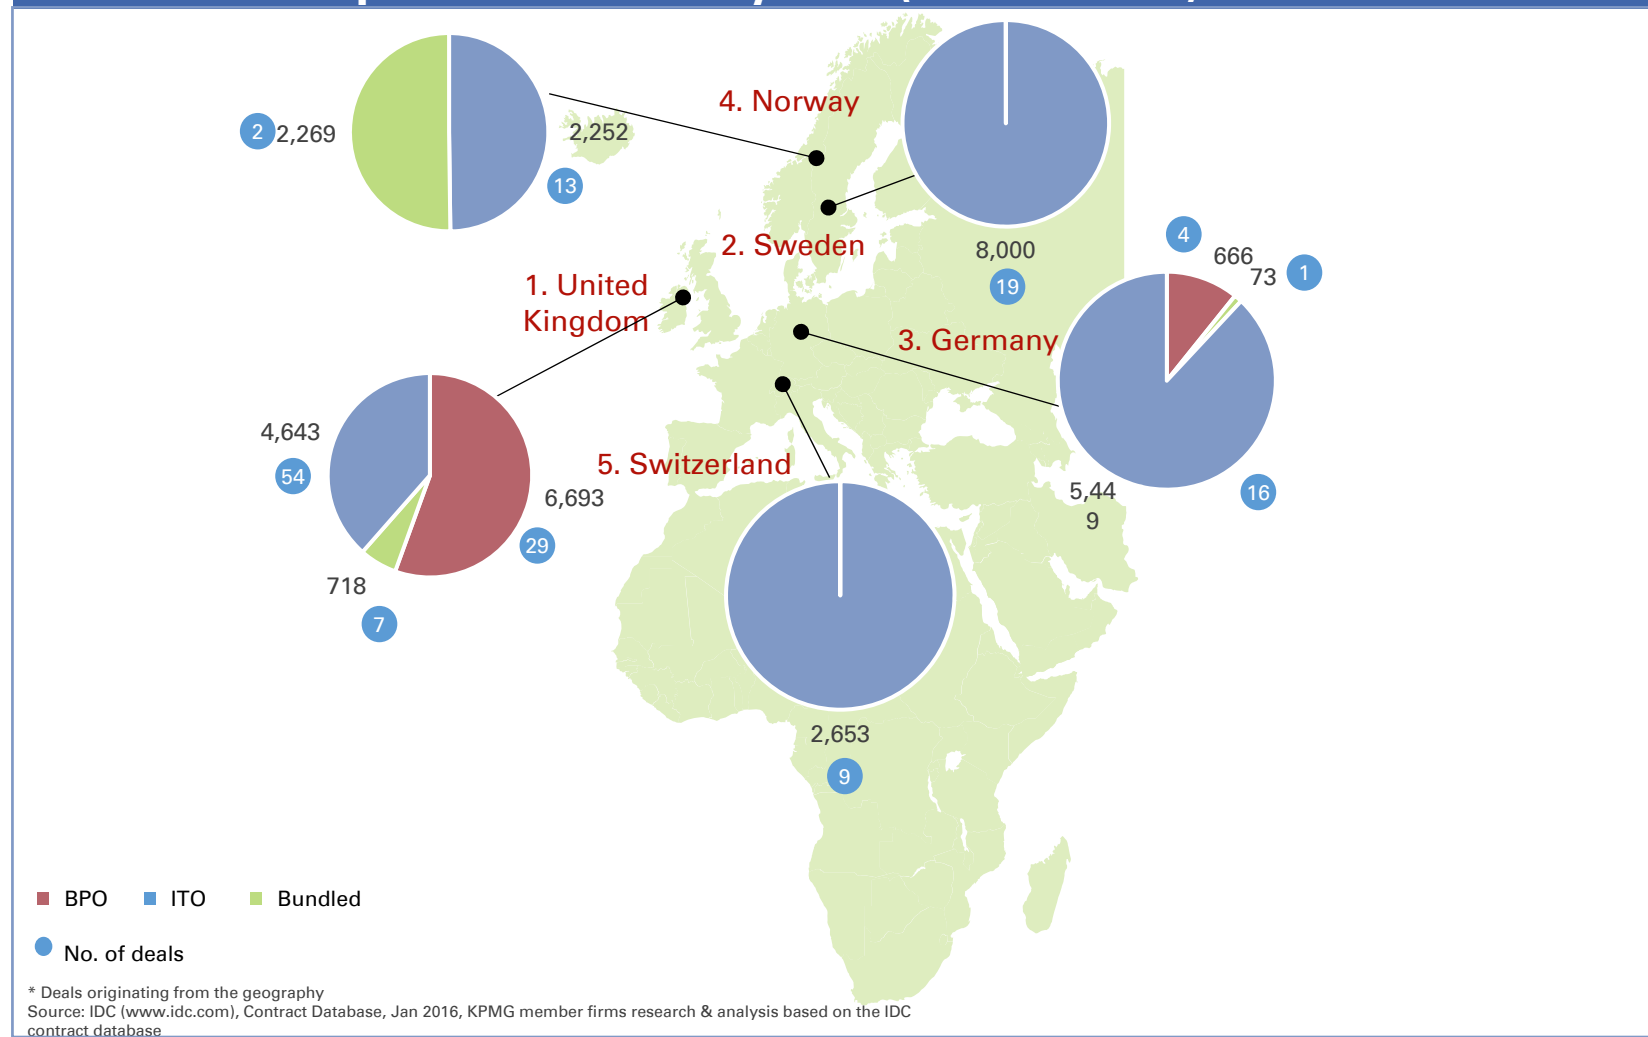 4. Norway
2
2,269
2,252
13
2. Sweden
8,000
19
1. United
Kingdom
4
666
73
1
3. Germany
5,44
9
16
4,643
54
6,693
29
718
7
5. Switzerland
2,653
9
BPO
ITO
Bundled
No. of deals
* Deals originating from the geography
Source: IDC (www.idc.com), Contract Database, Jan 2016, KPMG member firms research & analysis based on the IDC
contract database